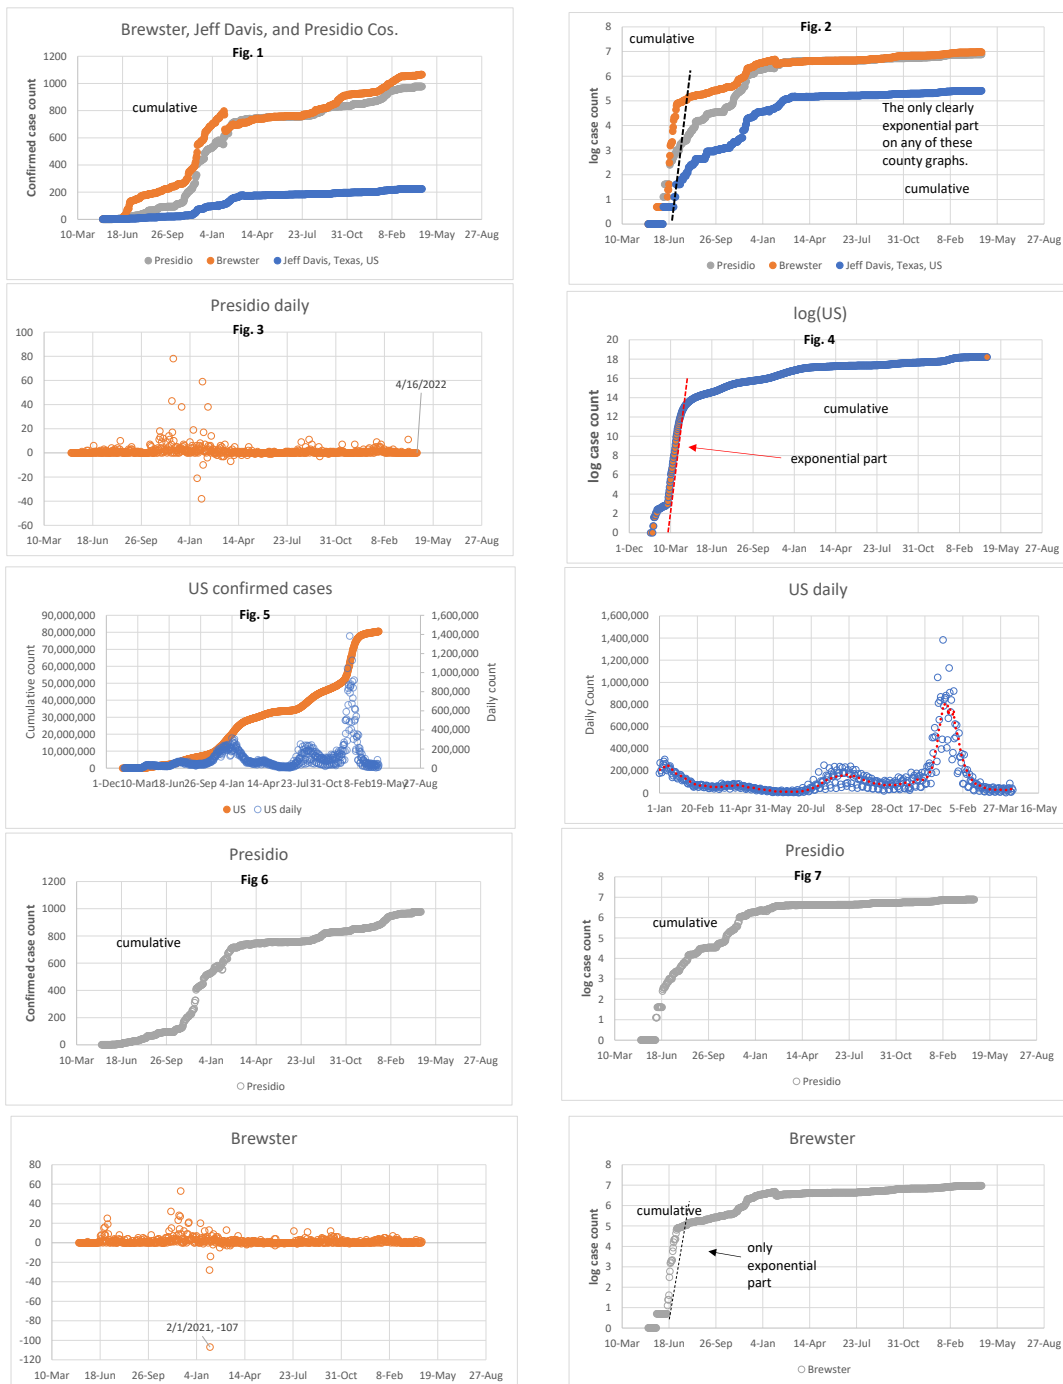 Brewster, Jeff Davis, and Presidio Cos.
Fig. 1
cumulative
Confirmed case count
1200
1000
800
600
400
200
0
10-Mar 18-Jun 26-Sep 4-Jan 14-Apr 23-Jul 31-Oct 8-Feb 19-May 27-Aug
Presidio Brewster Jeff Davis, Texas, US
Fig. 2
cumulative
log case count
8
7
6
5
4
3
2
1
0
The only clearly
exponential part
on any of these
county graphs.
cumulative
10-Mar 18-Jun 26-Sep 4-Jan 14-Apr 23-Jul 31-Oct 8-Feb 19-May 27-Aug
Presidio Brewster Jeff Davis, Texas, US
Presidio daily
Fig. 3
100
80
60
40
20
0
-20
-40
-60
4/16/2022
10-Mar 18-Jun 26-Sep 4-Jan 14-Apr 23-Jul 31-Oct 8-Feb 19-May 27-Aug
log(US)
Fig. 4
log case count
20
18
16
14
12
10
8
6
4
2
0
cumulative
exponential part
1-Dec 10-Mar 18-Jun 26-Sep 4-Jan 14-Apr 23-Jul 31-Oct 8-Feb 19-May 27-Aug
US confirmed cases
Fig. 5
Cumulative count
90,000,000
80,000,000
70,000,000
60,000,000
50,000,000
40,000,000
30,000,000
20,000,000
10,000,000
0
1,600,000
1,400,000
1,200,000
1,000,000
800,000
600,000
400,000
200,000
0
Daily count
1-Dec 10-Mar 18-Jun 26-Sep 4-Jan 14-Apr 23-Jul 31-Oct 8-Feb 19-May 27-Aug
US US daily
US daily
Daily Count
1,600,000
1,400,000
1,200,000
1,000,000
800,000
600,000
400,000
200,000
0
1-Jan 20-Feb 11-Apr 31-May 20-Jul 8-Sep 28-Oct 17-Dec 5-Feb 27-Mar 16-May
Presidio
Fig 6
cumulative
Confirmed case count
1200
1000
800
600
400
200
0
10-Mar 18-Jun 26-Sep 4-Jan 14-Apr 23-Jul 31-Oct 8-Feb 19-May 27-Aug
Presidio
Presidio
Fig 7
cumulative
log case count
8
7
6
5
4
3
2
1
0
10-Mar 18-Jun 26-Sep 4-Jan 14-Apr 23-Jul 31-Oct 8-Feb 19-May 27-Aug
Presidio
Brewster
80
60
40
20
0
-20
-40
-60
-80
-100
-120
2/1/2021, -107
10-Mar 18-Jun 26-Sep 4-Jan 14-Apr 23-Jul 31-Oct 8-Feb 19-May 27-Aug
Brewster
cumulative
log case count
8
7
6
5
4
3
2
1
0
only
exponential
part
10-Mar 18-Jun 26-Sep 4-Jan 14-Apr 23-Jul 31-Oct 8-Feb 19-May 27-Aug
Brewster